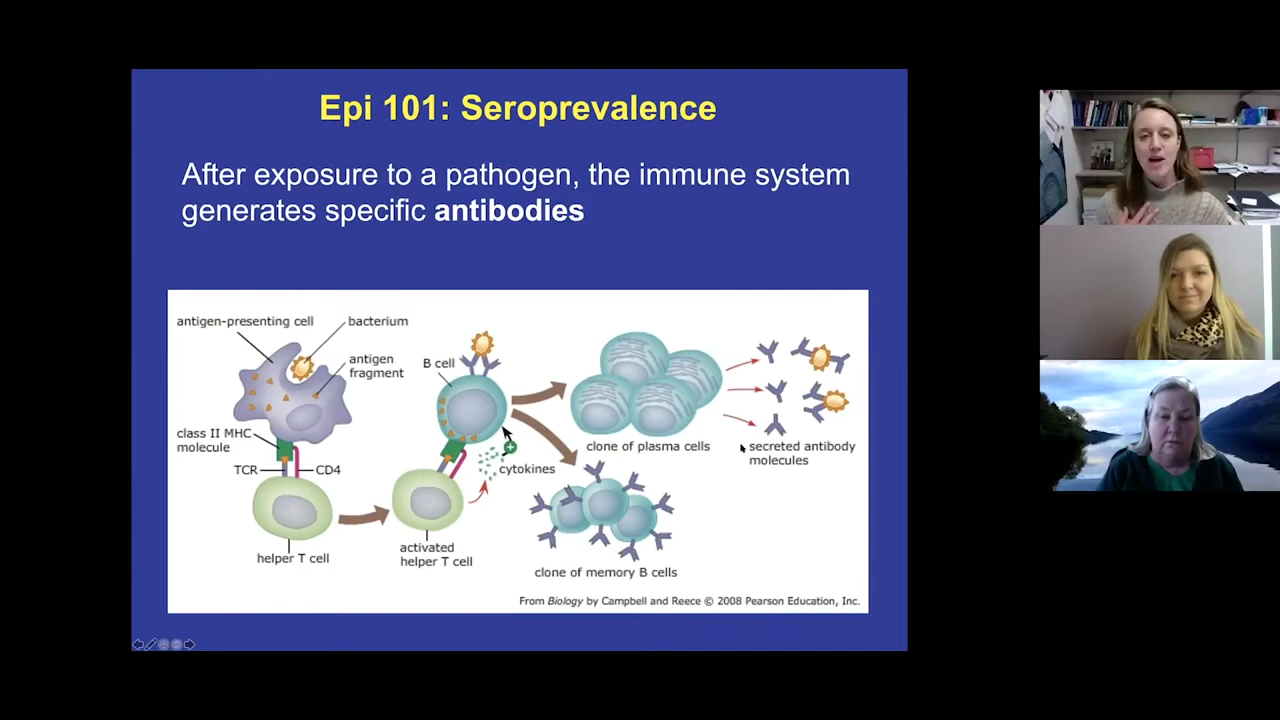 Epi 101: Seroprevalence
After exposure to a pathogen, the immune system
generates specific antibodies
antigen-presenting cell
bacterium
antigen
fragment
B cell
class II MHC
molecule
TCR
CD4
cytokines
clone of plasma cells
secreted antibody
molecules
helper T cell
activated
helper T cell
clone of memory B cells
From Biology by Campbell and Reece © 2008 Pearson Education, Inc.